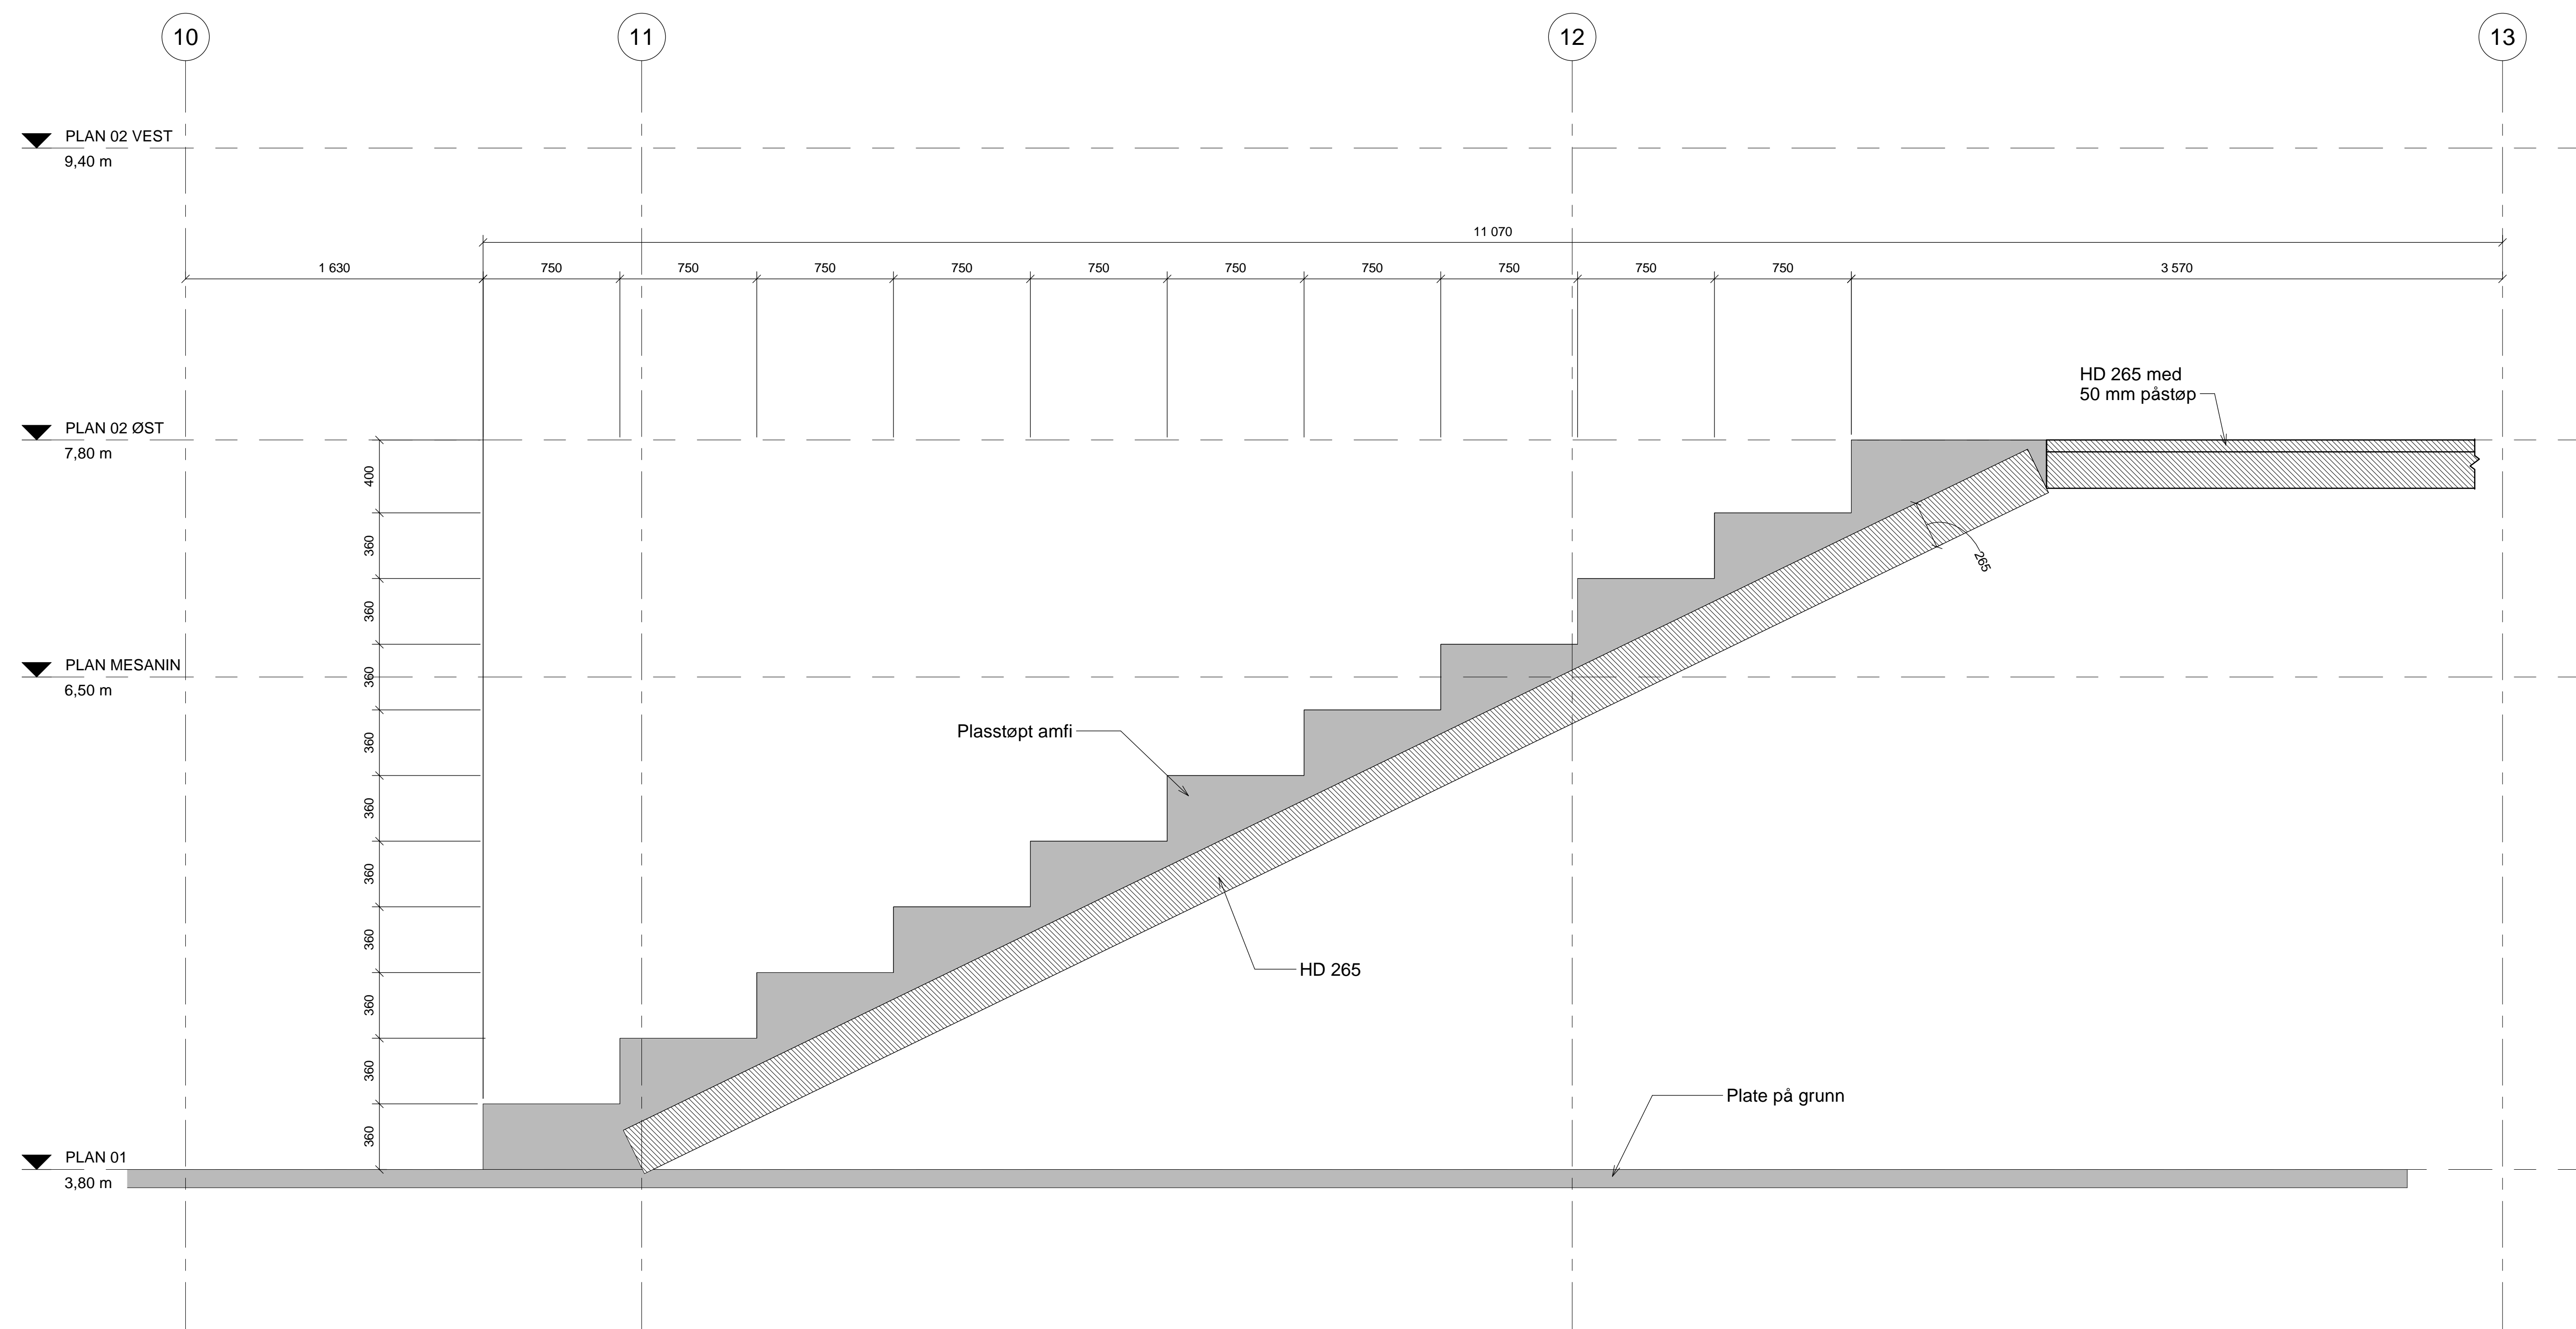 10
11
12
13
PLAN 02 VEST
9,40 m
11 070
1 630
750
750
750
750
750
750
750
750
750
750
3 570
HD 265 med
50 mm påstøp
PLAN 02 ØST
7,80 m
400
360
360
265
PLAN MESANIN
6,50 m
360
360
Plasstøpt amfi
360
360
360
HD 265
360
360
Plate på grunn
360
PLAN 01
3,80 m